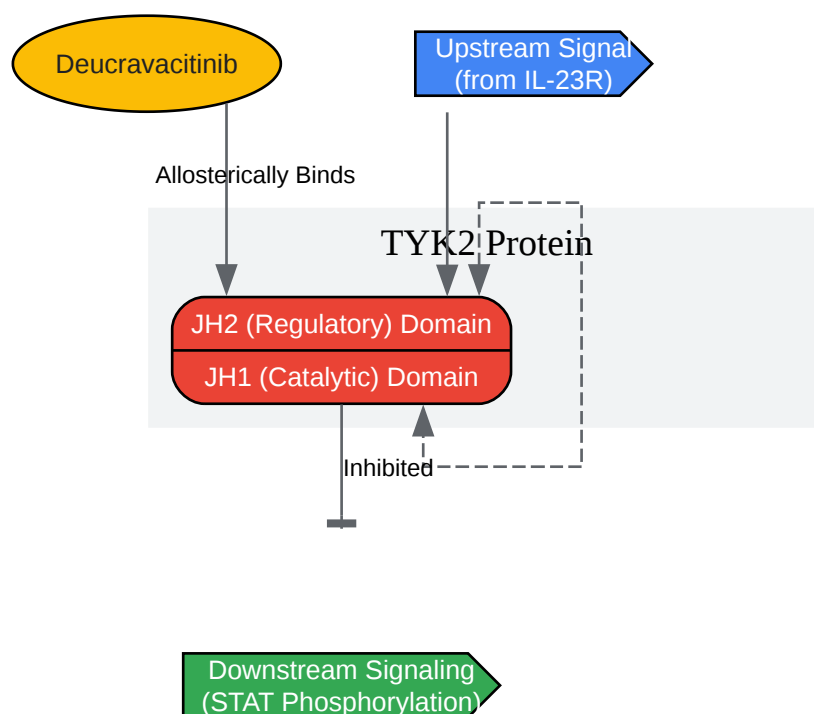 Deucravacitinib
Upstream Signal
(from IL-23R)
Allosterically Binds
TYK2 Protein
JH2 (Regulatory) Domain
JH1 (Catalytic) Domain
Inhibited
Downstream Signaling
(STAT Phosphorylation)